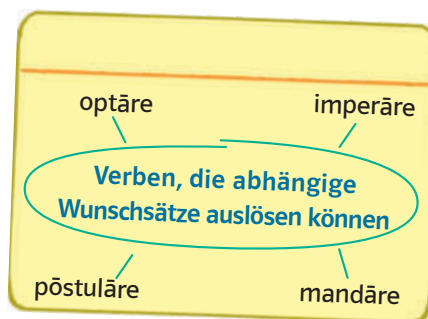 optāre
imperāre
Verben, die abhängige
Wunschsätze auslösen können
pōstulāre
mandāre